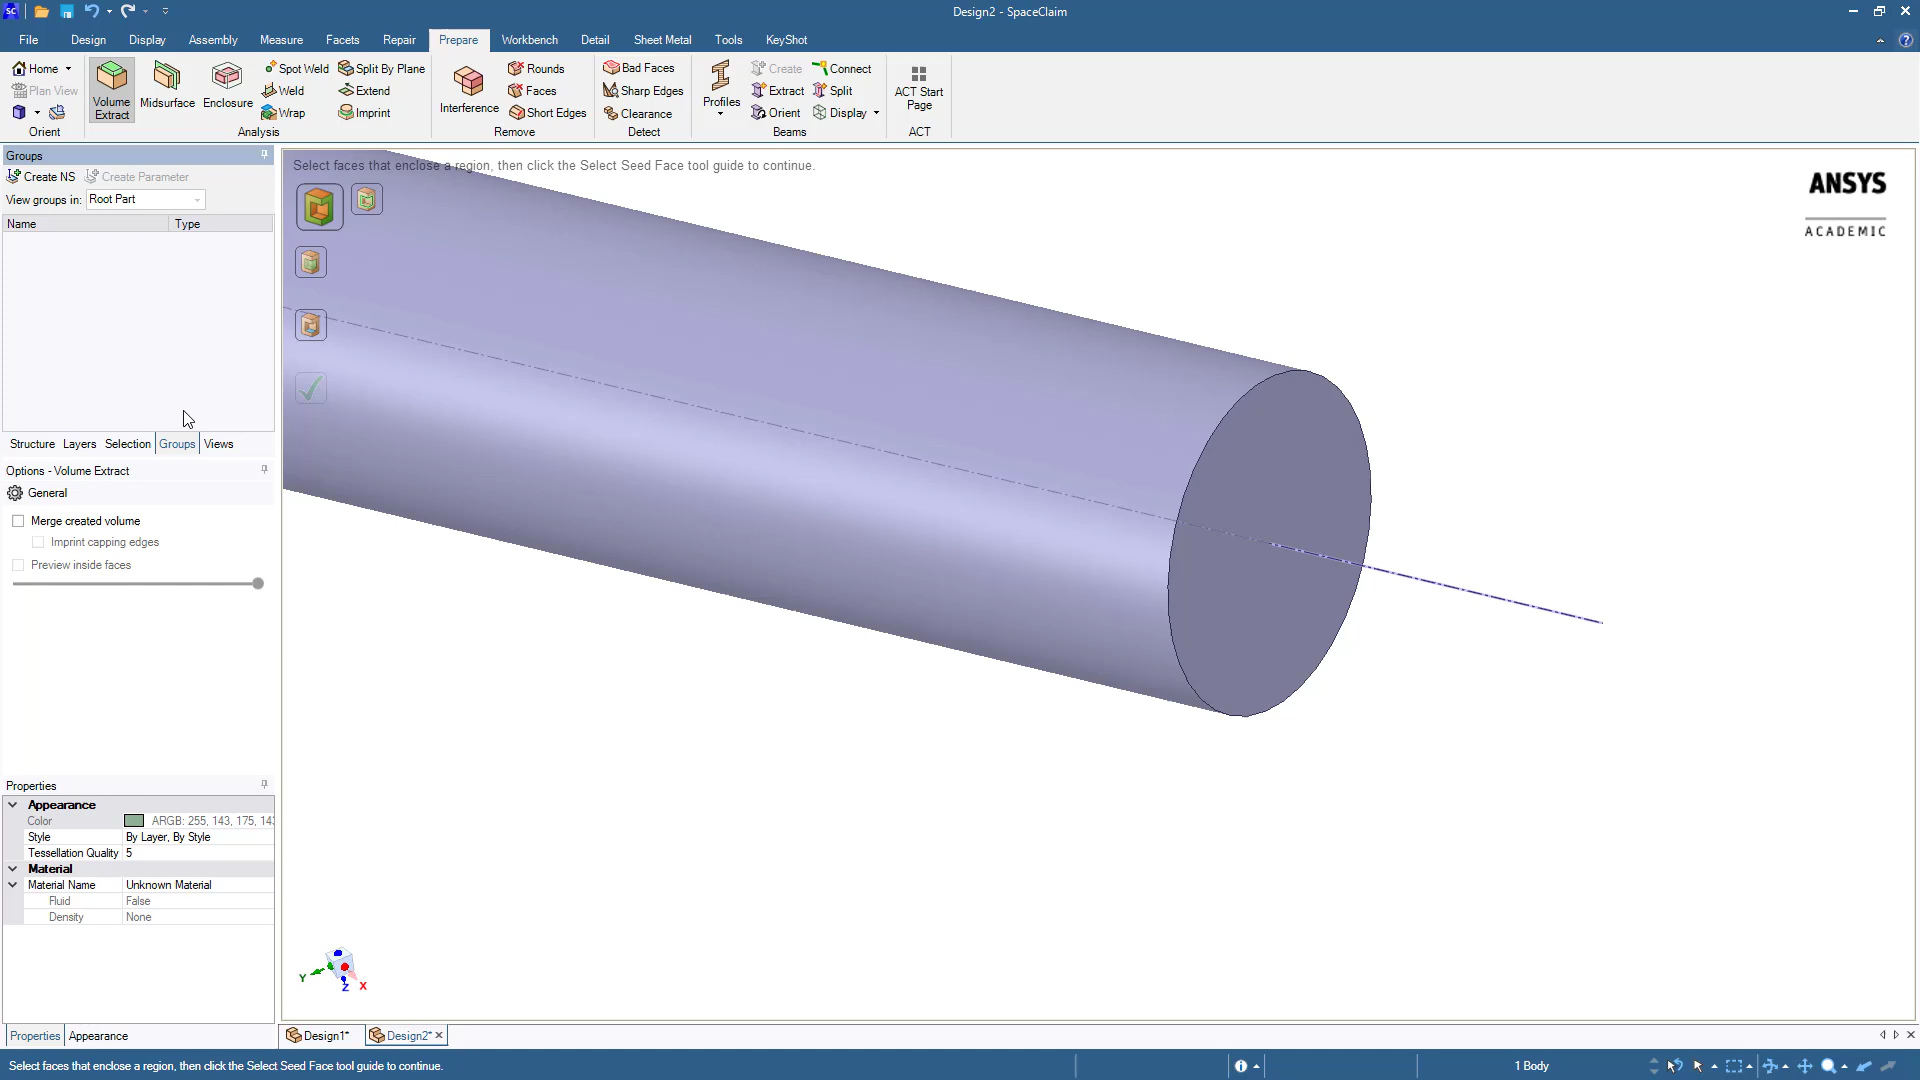 Design2 - SpaceClaim
File Design Display Assembly Measure Facets Repair Prepare Workbench Detail Sheet Metal Tools KeyShot
Home
Plan View
Orient
Volume Extract
Midsurface
Enclosure
Spot Weld
Weld
Wrap
Split By Plane
Extend
Imprint
Analysis
Interference
Rounds
Faces
Short Edges
Remove
Bad Faces
Sharp Edges
Clearance
Detect
Profiles
Create
Extract
Orient
Connect
Split
Display
Beams
ACT Start Page
ACT
Groups
Create NS Create Parameter
View groups in: Root Part
Name Type
Structure Layers Selection Groups Views
Options - Volume Extract
General
Merge created volume
Imprint capping edges
Preview inside faces
Properties
Appearance
Color ARGB: 255, 143, 175, 143
Style By Layer, By Style
Tessellation Quality 5
Material
Material Name Unknown Material
Fluid False
Density None
Properties Appearance
Select faces that enclose a region, then click the Select Seed Face tool guide to continue.
ANSYS
ACADEMIC
Y
Z
X
Design1* Design2*
Select faces that enclose a region, then click the Select Seed Face tool guide to continue.
1 Body